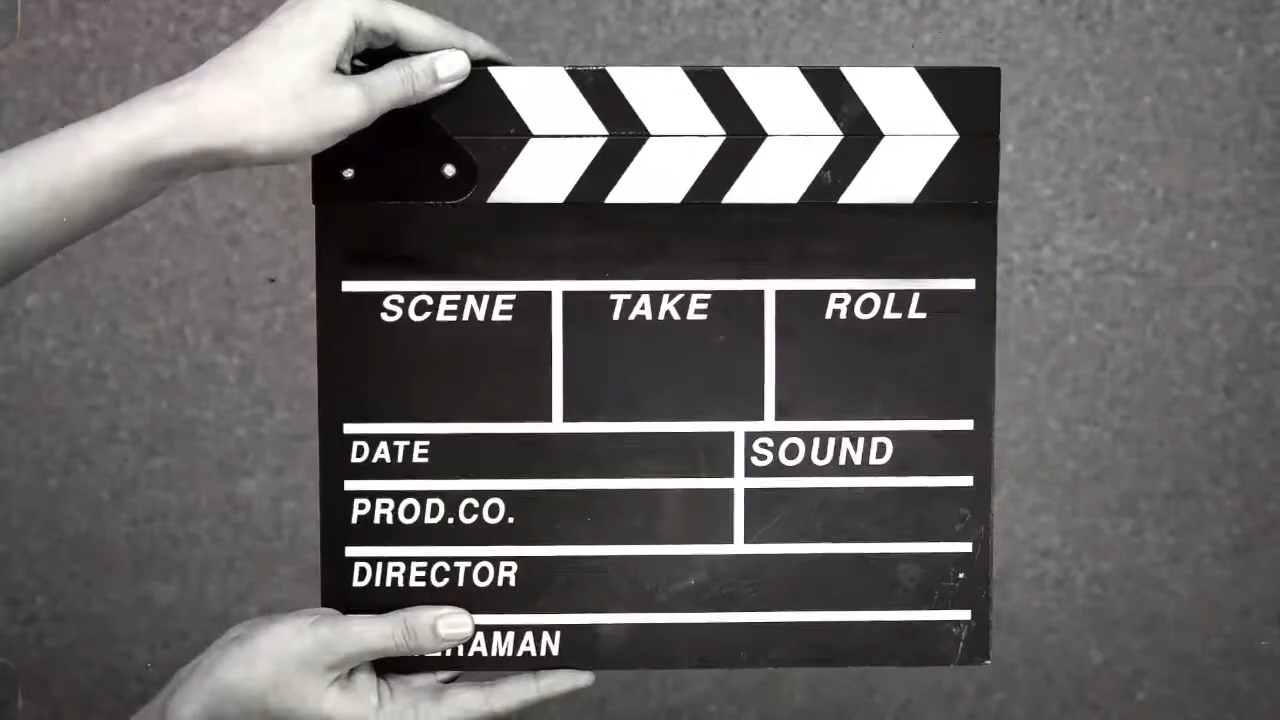 SCENE TAKE ROLL
DATE SOUND
PROD.CO.
DIRECTOR